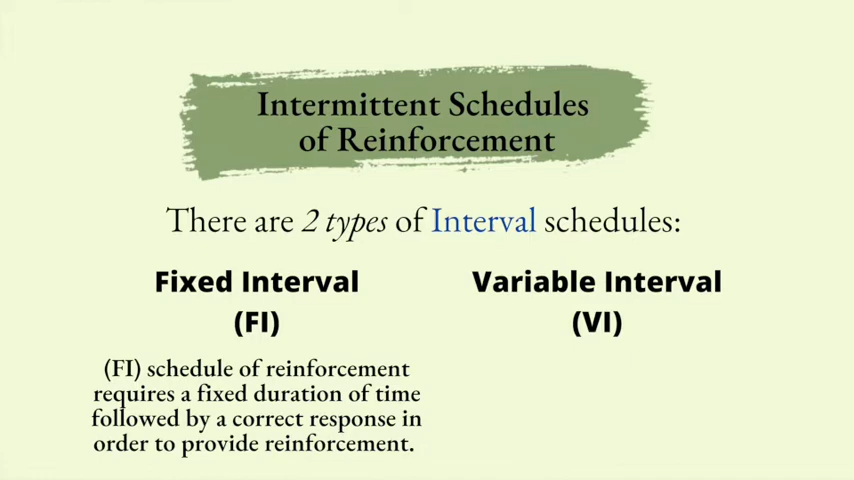 Intermittent Schedules
of Reinforcement
There are 2 types of Interval schedules:
Fixed Interval
(FI)
Variable Interval
(VI)
(FI) schedule of reinforcement
requires a fixed duration of time
followed by a correct response in
order to provide reinforcement.